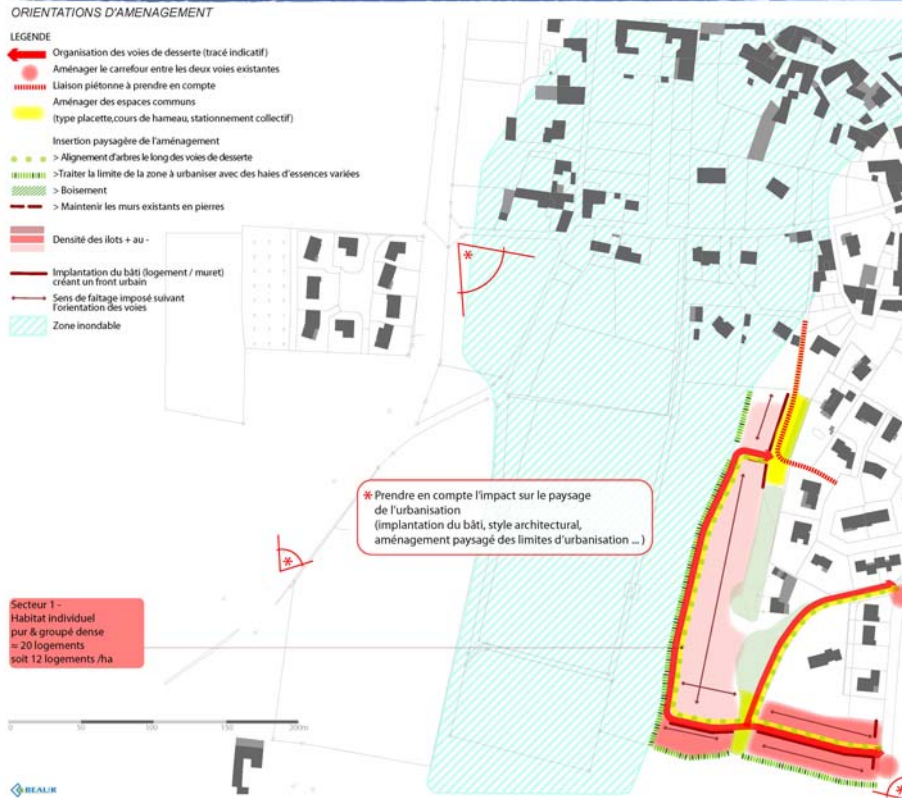 ORIENTATIONS D'AMENAGEMENT
LEGENDE
Organisation des voies de desserte (tracé indicatif)
Aménager le carrefour entre les deux voies existantes
Liaison piétonne à prendre en compte
Aménager des espaces communs
(type placette,cours de hameau, stationnement collectif)
Insertion paysagère de l'aménagement
> Alignement d'arbres le long des voies de desserte
>Traiter la limite de la zone à urbaniser avec des haies d'essences variées
> Boisement
> Maintenir les murs existants en pierres
Densité des ilots + au -
Implantation du bâti (logement / muret)
créant un front urbain
Sens de faîtage imposé suivant
l'orientation des voies
Zone inondable
* Prendre en compte l'impact sur le paysage
de l'urbanisation
(implantation du bâti, style architectural,
aménagement paysagé des limites d'urbanisation ... )
Secteur 1 -
Habitat individuel
pur & groupé dense
≈ 20 logements
soit 12 logements /ha
0 50 100 150 200m
BEAUR